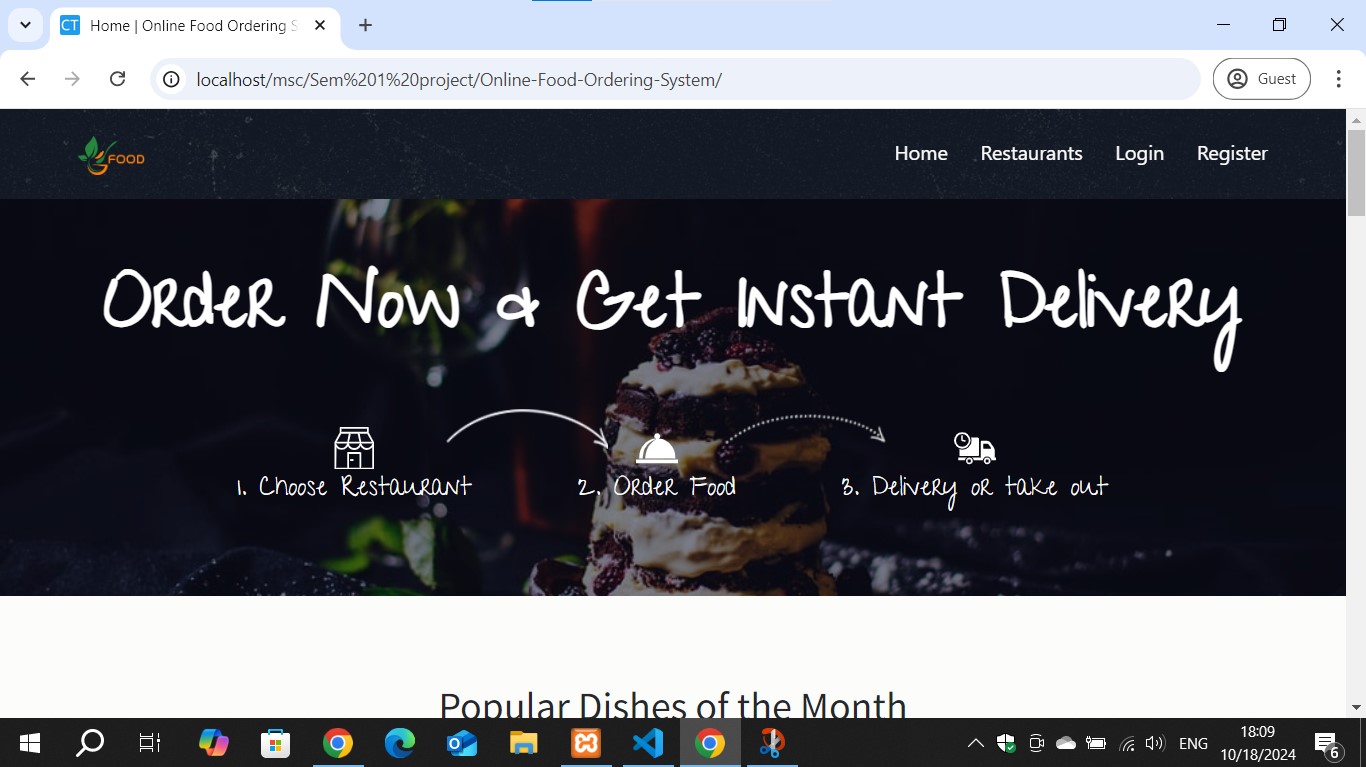 CT Home | Online Food Ordering S
localhost/msc/Sem%201%20project/Online-Food-Ordering-System/
Guest
FOOD
Home Restaurants Login Register
Order Now & Get Instant Delivery
1. Choose Restaurant
2. Order Food
3. Delivery or take out
Popular Dishes of the Month
ENG
18:09
10/18/2024
6